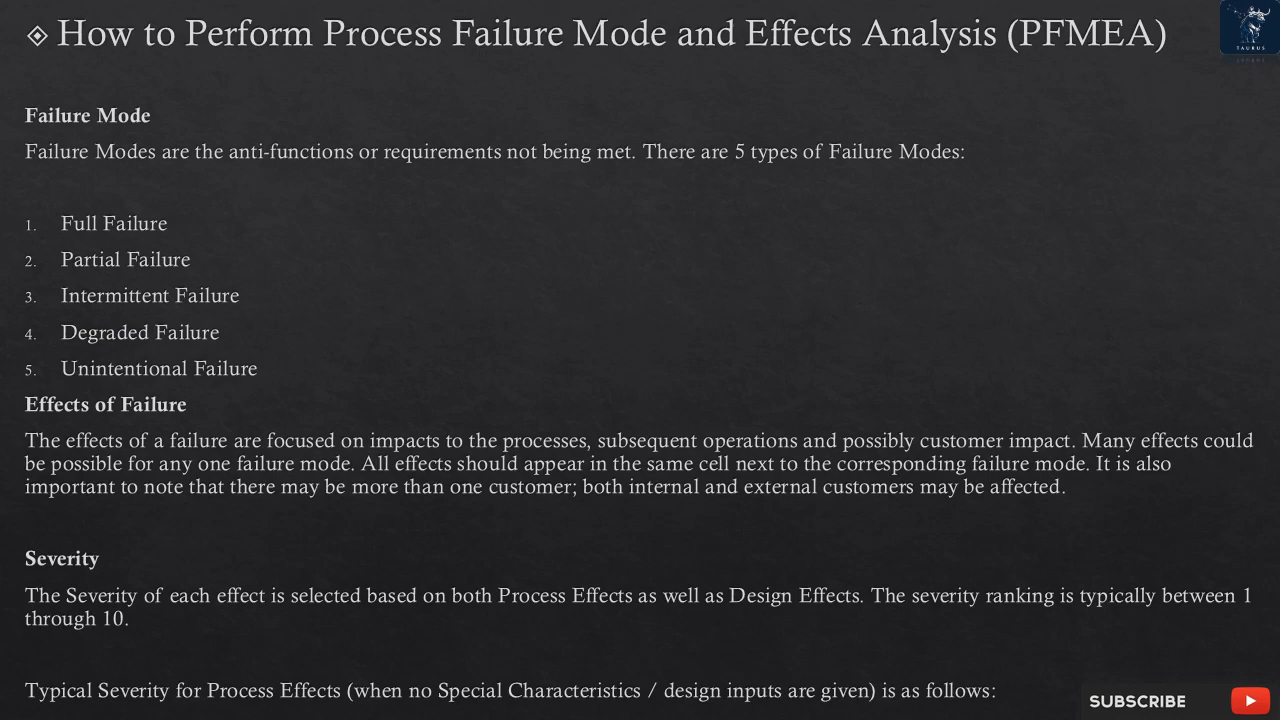 How to Perform Process Failure Mode and Effects Analysis (PFMEA)
TAURUS
Failure Mode
Failure Modes are the anti-functions or requirements not being met. There are 5 types of Failure Modes:
1. Full Failure
2. Partial Failure
3. Intermittent Failure
4. Degraded Failure
5. Unintentional Failure
Effects of Failure
The effects of a failure are focused on impacts to the processes, subsequent operations and possibly customer impact. Many effects could
be possible for any one failure mode. All effects should appear in the same cell next to the corresponding failure mode. It is also
important to note that there may be more than one customer; both internal and external customers may be affected.
Severity
The Severity of each effect is selected based on both Process Effects as well as Design Effects. The severity ranking is typically between 1
through 10.
Typical Severity for Process Effects (when no Special Characteristics / design inputs are given) is as follows:
SUBSCRIBE